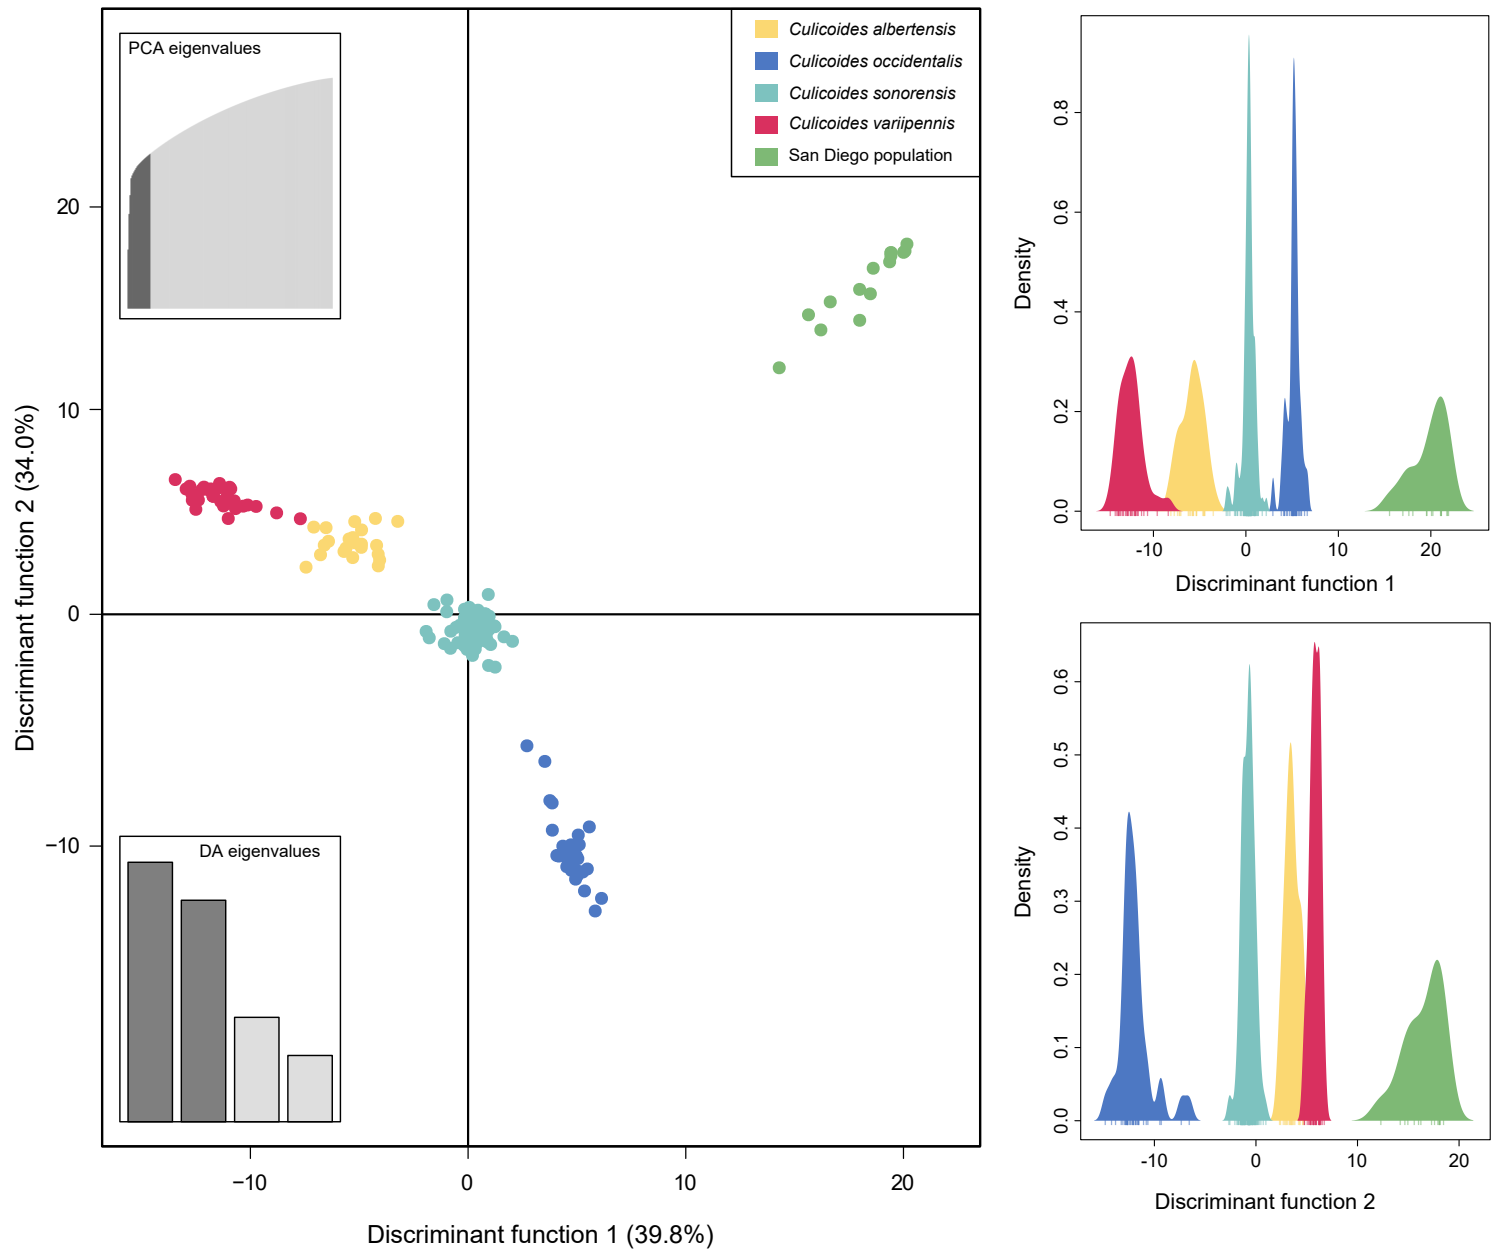 PCA eigenvalues
Culicoides albertensis
Culicoides occidentalis
Culicoides sonorensis
Culicoides variipennis
San Diego population
20
10
0
−10
Discriminant function 2 (34.0%)
DA eigenvalues
−10
0
10
20
Discriminant function 1 (39.8%)
0.8
0.6
0.4
0.2
0.0
Density
-10
0
10
20
Discriminant function 1
0.6
0.5
0.4
0.3
0.2
0.1
0.0
Density
-10
0
10
20
Discriminant function 2